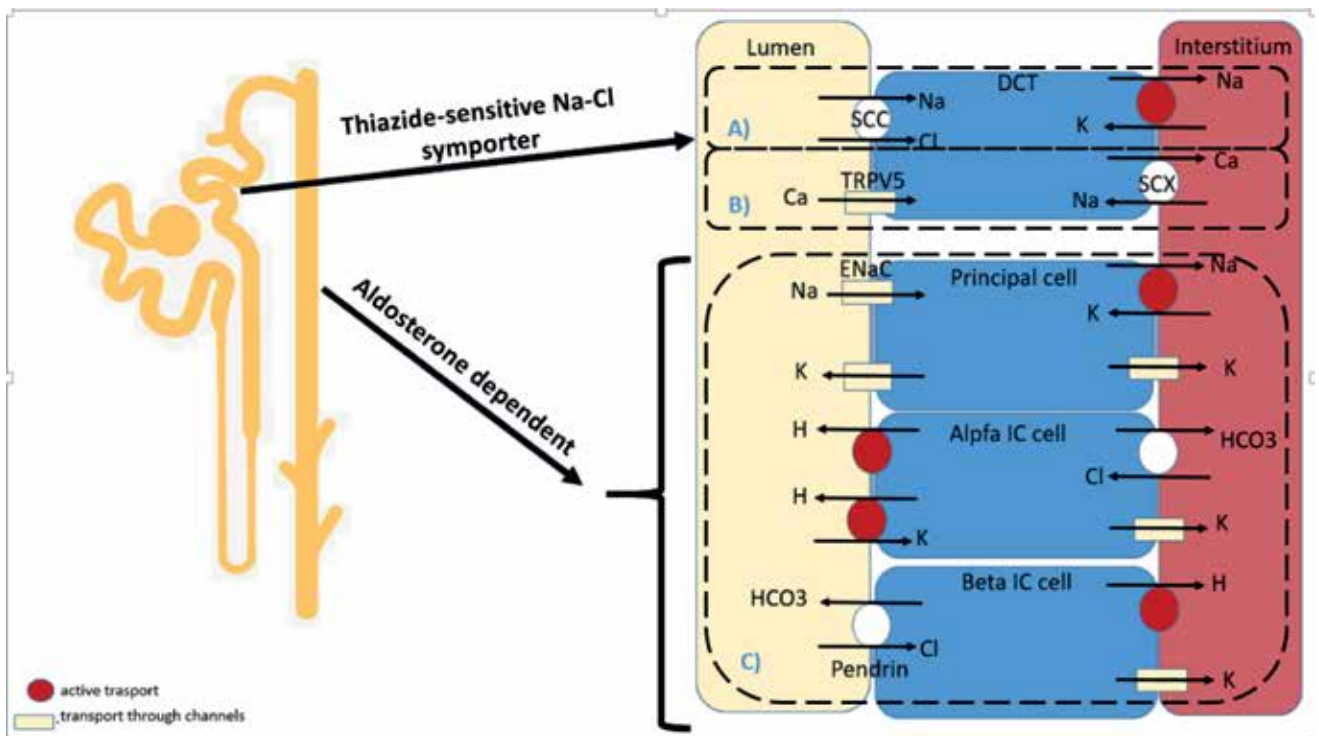 Thiazide-sensitive Na-Cl
symporter
Aldosterone dependent
active trasport
transport through channels
Lumen
Interstitium
DCT
Na
Na
SCC
A)
Cl
K
Ca
TRPV5
SCX
Ca
Na
B)
ENaC
Principal cell
Na
Na
K
K
K
H
Alpfa IC cell
HCO3
Cl
H
K
K
Beta IC cell
H
HCO3
Cl
C)
Pendrin
K